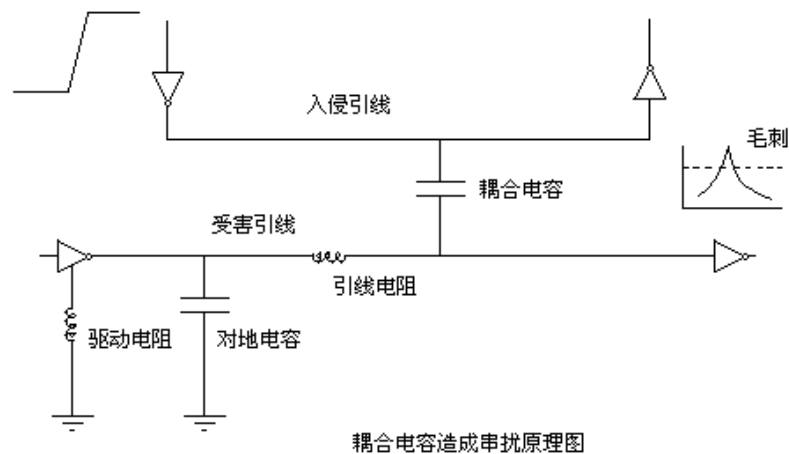 入侵引线
毛刺
耦合电容
受害引线
引线电阻
驱动电阻
对地电容
耦合电容造成串扰原理图